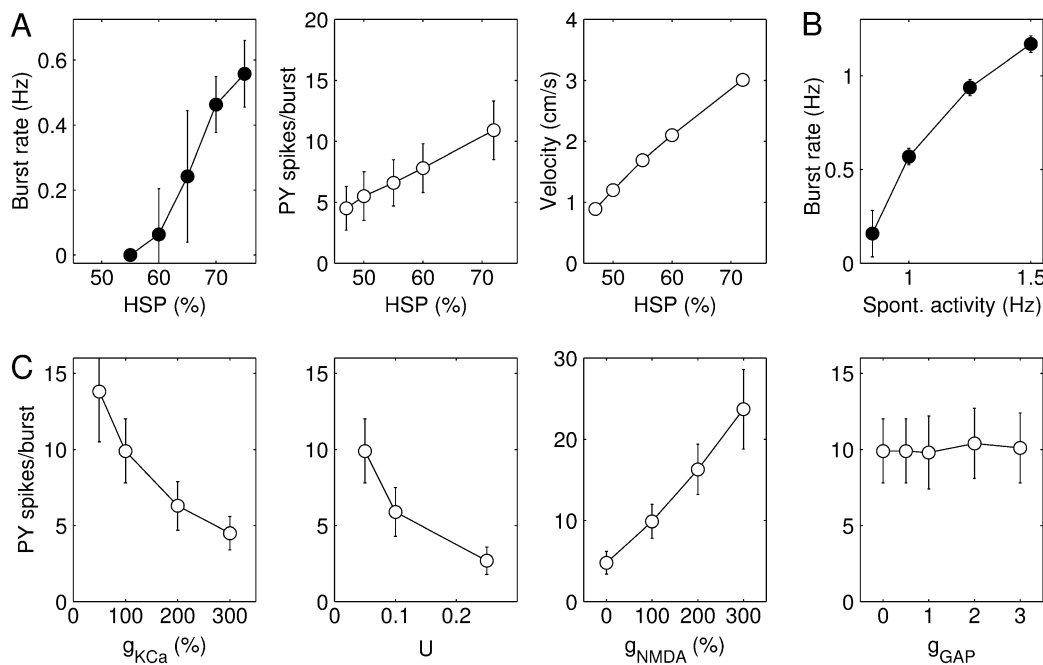 A
Burst rate (Hz)
0.6
0.4
0.2
0
50 60 70
HSP (%)
PY spikes/burst
20
15
10
5
0
50 60 70
HSP (%)
Velocity (cm/s)
4
3
2
1
0
50 60 70
HSP (%)
B
Burst rate (Hz)
1
0.5
0
1 1.5
Spont. activity (Hz)
C
PY spikes/burst
15
10
5
0
0 100 200 300
gKCa (%)
15
10
5
0
0 0.1 0.2
U
30
20
10
0
0 100 200 300
gNMDA (%)
15
10
5
0
0 1 2 3
gGAP